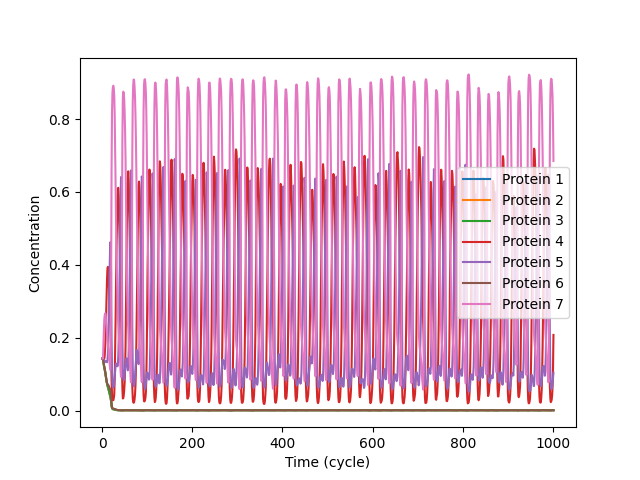 Concentration
0.8
0.6
0.4
0.2
0.0
Protein 1
Protein 2
Protein 3
Protein 4
Protein 5
Protein 6
Protein 7
0 200 400 600 800 1000
Time (cycle)